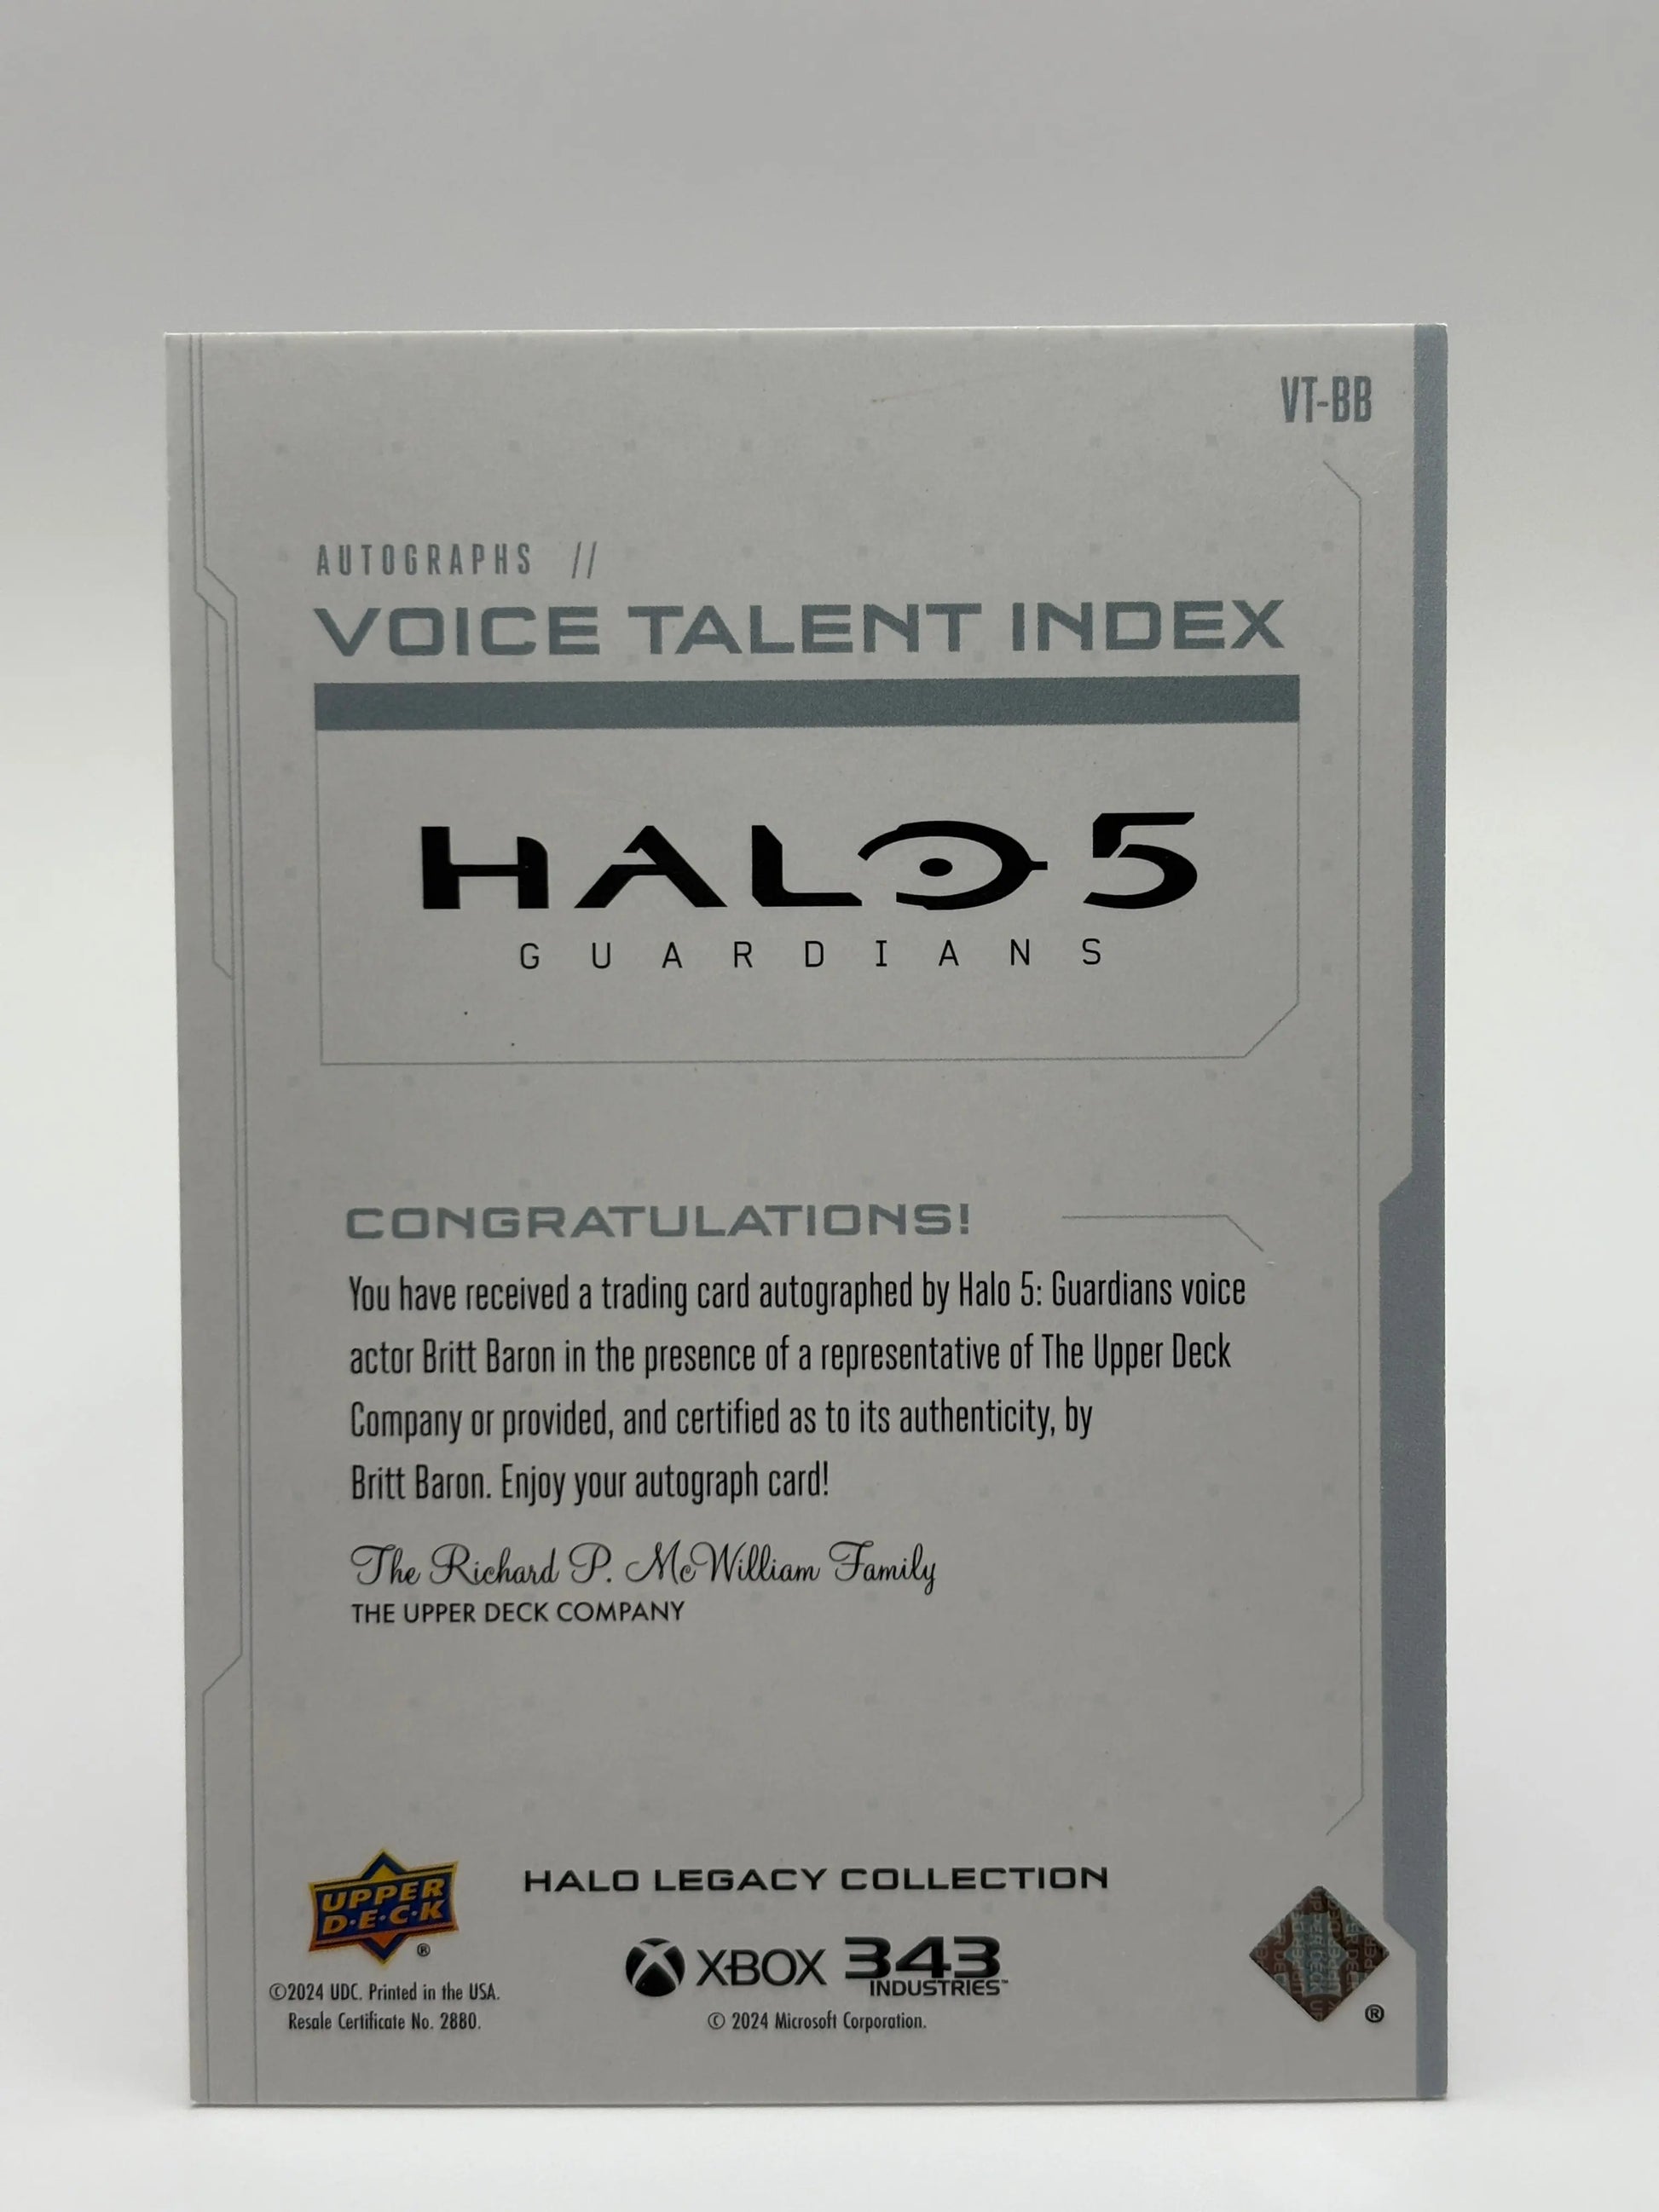 VT-BB
AUTOGRAPHS //
VOICE TALENT INDEX
HALO 5
GUARDIANS
CONGRATULATIONS!
You have received a trading card autographed by Halo 5: Guardians voice
actor Britt Baron in the presence of a representative of The Upper Deck
Company or provided, and certified as to its authenticity, by
Britt Baron. Enjoy your autograph card!
The Richard P. McWilliam Family
THE UPPER DECK COMPANY
UPPER
D·E·C·K
®
HALO LEGACY COLLECTION
XBOX 343
INDUSTRIES™
©2024 UDC. Printed in the USA.
Resale Certificate No. 2880.
© 2024 Microsoft Corporation.
®